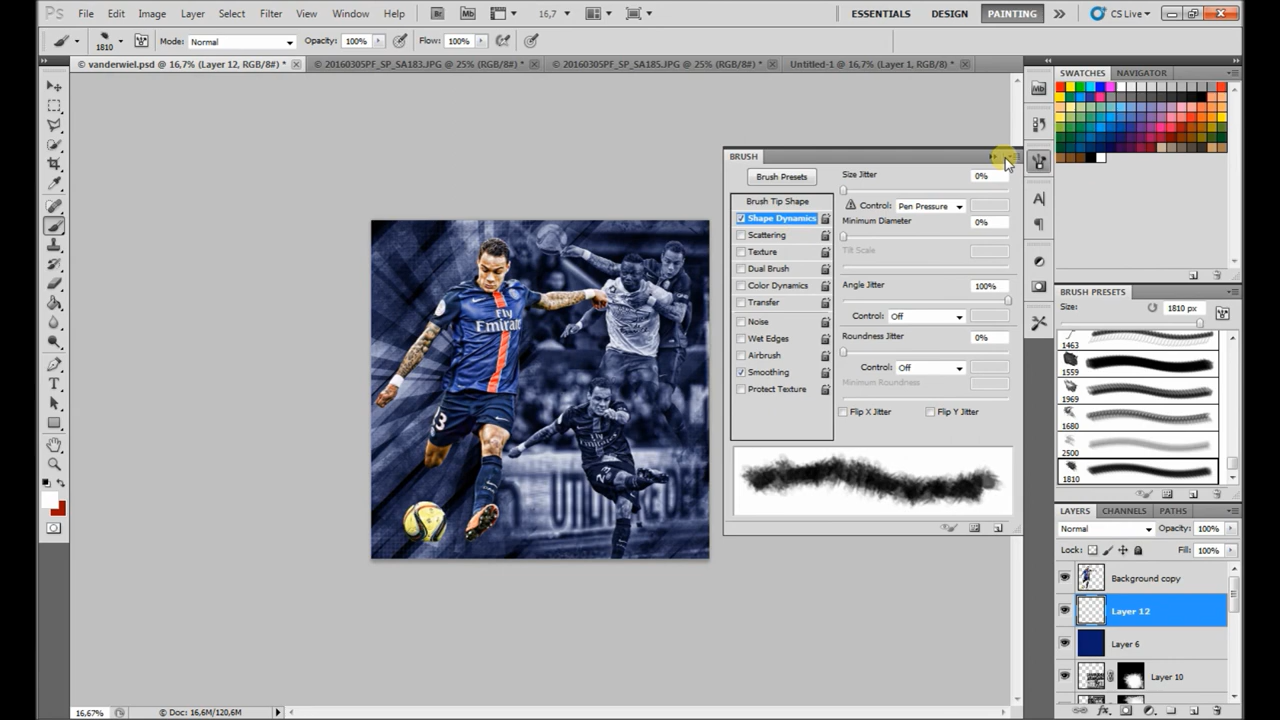 Ps File Edit Image Layer Select Filter View Window Help Br Mb 16,7 ESSENTIALS DESIGN PAINTING CS Live
1810 Mode: Normal Opacity: 100% Flow: 100%
© vanderwiel.psd @ 16,7% (Layer 12, RGB/8#) * © 20160305PF_SP_SA183.JPG @ 25% (RGB/8#) * © 20160305PF_SP_SA185.JPG @ 25% (RGB/8#) * Untitled-1 @ 16,7% (Layer 1, RGB/8) *
SWATCHES NAVIGATOR
Mb
BRUSH
Brush Presets
Brush Tip Shape
Shape Dynamics
Scattering
Texture
Dual Brush
Color Dynamics
Transfer
Noise
Wet Edges
Airbrush
Smoothing
Protect Texture
Size Jitter 0%
Control: Pen Pressure
Minimum Diameter 0%
Tilt Scale
Angle Jitter 100%
Control: Off
Roundness Jitter 0%
Control: Off
Minimum Roundness
Flip X Jitter Flip Y Jitter
Fly
Emirates
BRUSH PRESETS
Size: 1810 px
1463
1559
1969
1680
2500
1810
LAYERS CHANNELS PATHS
Normal Opacity: 100%
Lock: Fill: 100%
Background copy
Layer 12
Layer 6
Layer 10
16,67% © Doc: 16,6M/120,6M